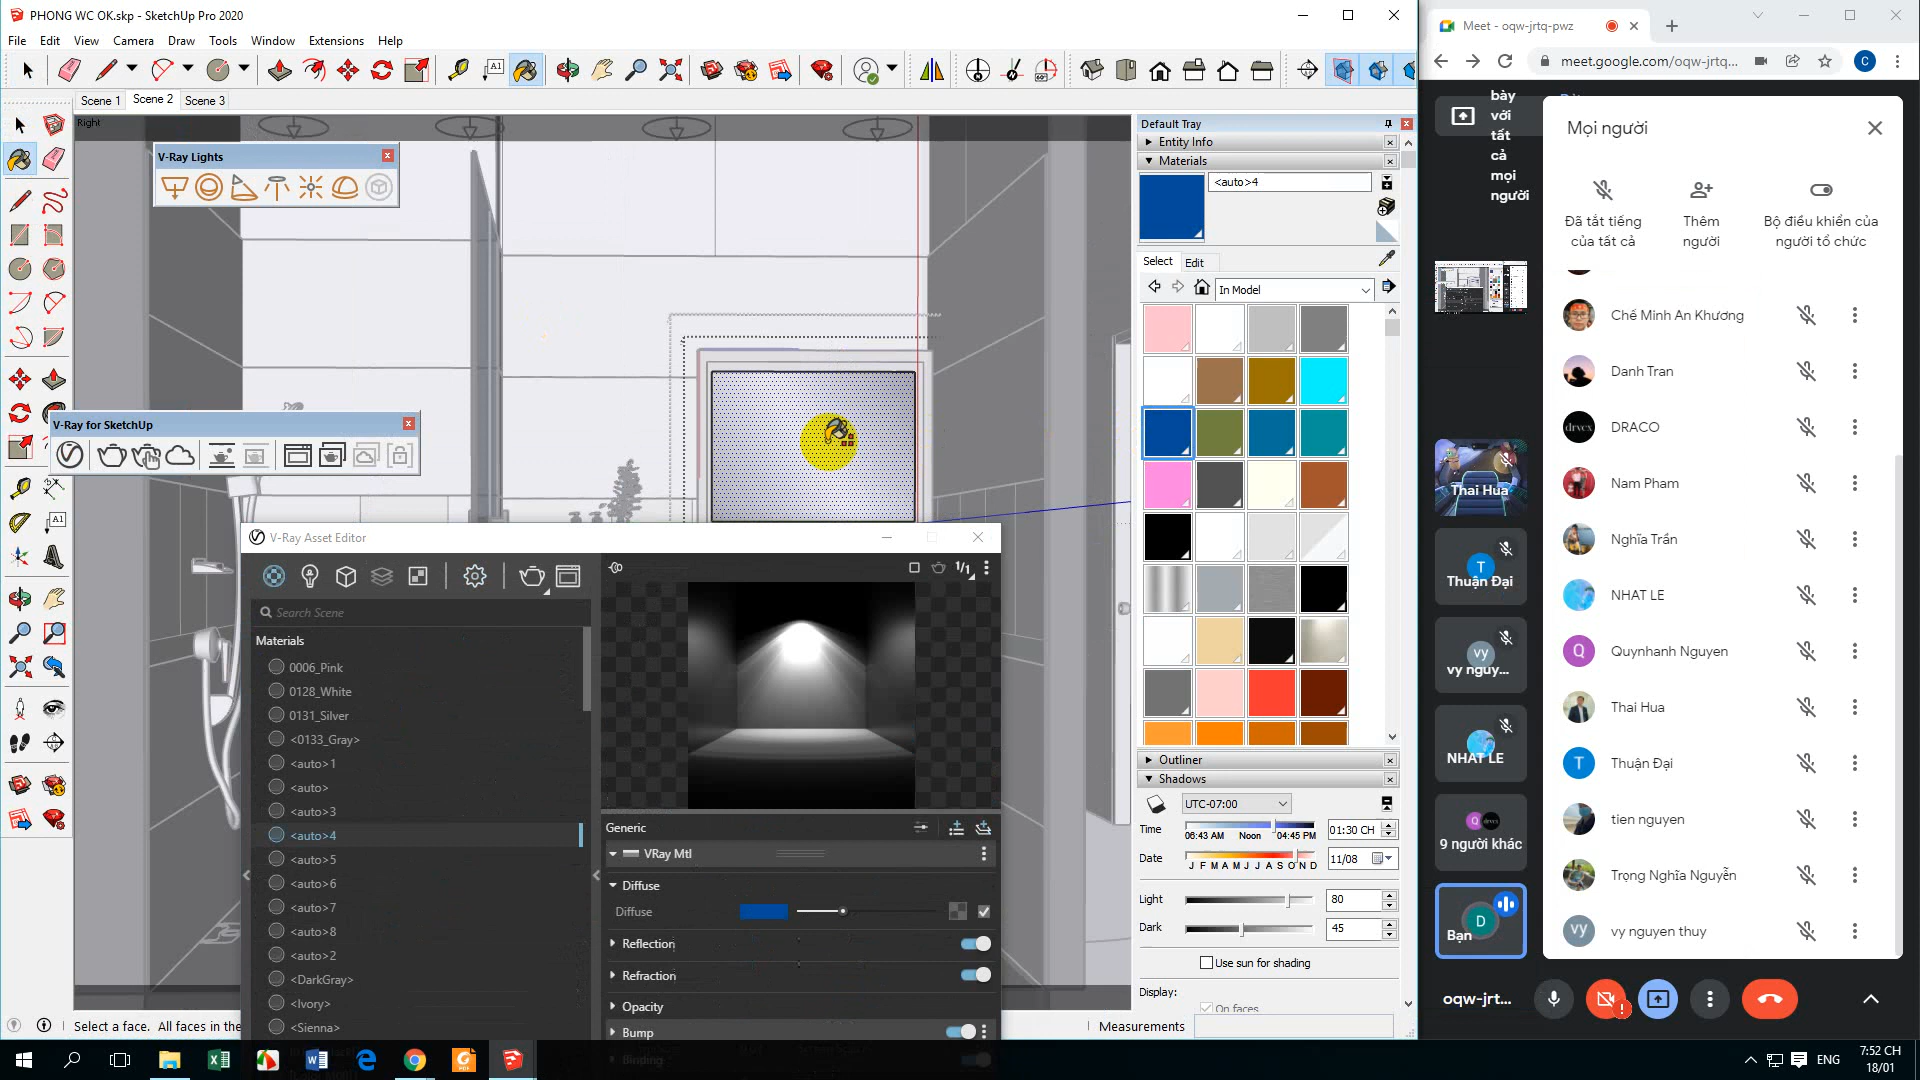 PHONG WC OK.skp - SketchUp Pro 2020
File Edit View Camera Draw Tools Window Extensions Help
Scene 1 Scene 2 Scene 3
Right
V-Ray Lights
V-Ray for SketchUp
V-Ray Asset Editor
Search Scene
Materials
0006_Pink
0128_White
0131_Silver
<0133_Gray>
<auto>1
<auto>
<auto>3
<auto>4
<auto>5
<auto>6
<auto>7
<auto>8
<auto>2
<DarkGray>
<Ivory>
<Sienna>
1/1
Generic
VRay Mtl
Diffuse
Diffuse
Reflection
Refraction
Opacity
Bump
Binding
Select a face. All faces in the
Measurements
Default Tray
Entity Info
Materials
<auto>4
Select Edit
In Model
Outliner
Shadows
UTC-07:00
Time 06:43 AM Noon 04:45 PM 01:30 CH
Date J F M A M J J A S O N D 11/08
Light 80
Dark 45
Use sun for shading
Display:
On faces
Meet - oqw-jrtq-pwz
meet.google.com/oqw-jrtq...
C
bày
với
tất
cả
mọi
người
Thai Hua
T
Thuận Đại
vy
vy nguy...
NHAT LE
Q drvcx
9 người khác
D
Bạn
Mọi người
Đã tắt tiếng
của tất cả
Thêm
người
Bộ điều khiển của
người tổ chức
Chế Minh An Khương
Danh Tran
drvcx DRACO
Nam Pham
Nghĩa Trần
NHAT LE
Q Quynhanh Nguyen
Thai Hua
T Thuận Đại
tien nguyen
Trọng Nghĩa Nguyễn
vy vy nguyen thuy
oqw-jrt...
ENG
7:52 CH
18/01